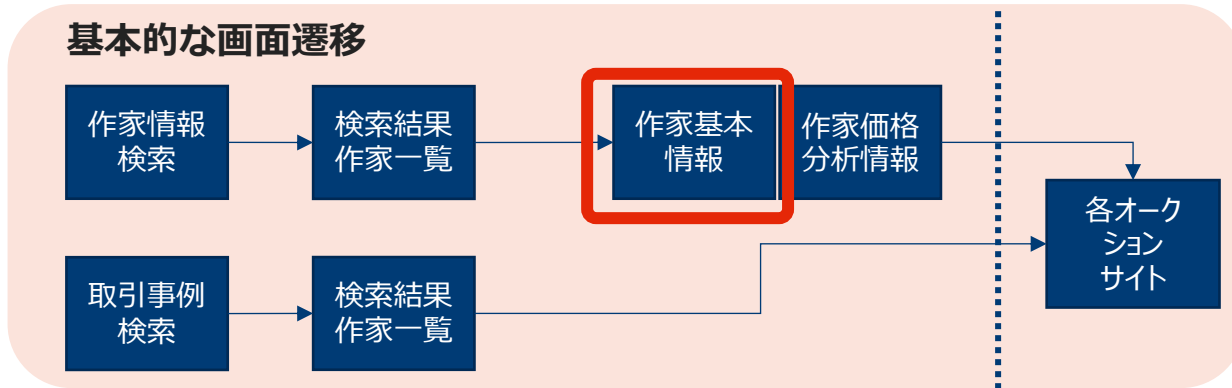 基本的な画面遷移
作家情報
検索
検索結果
作家一覧
作家基本
情報
作家価格
分析情報
各オーク
ション
サイト
取引事例
検索
検索結果
作家一覧